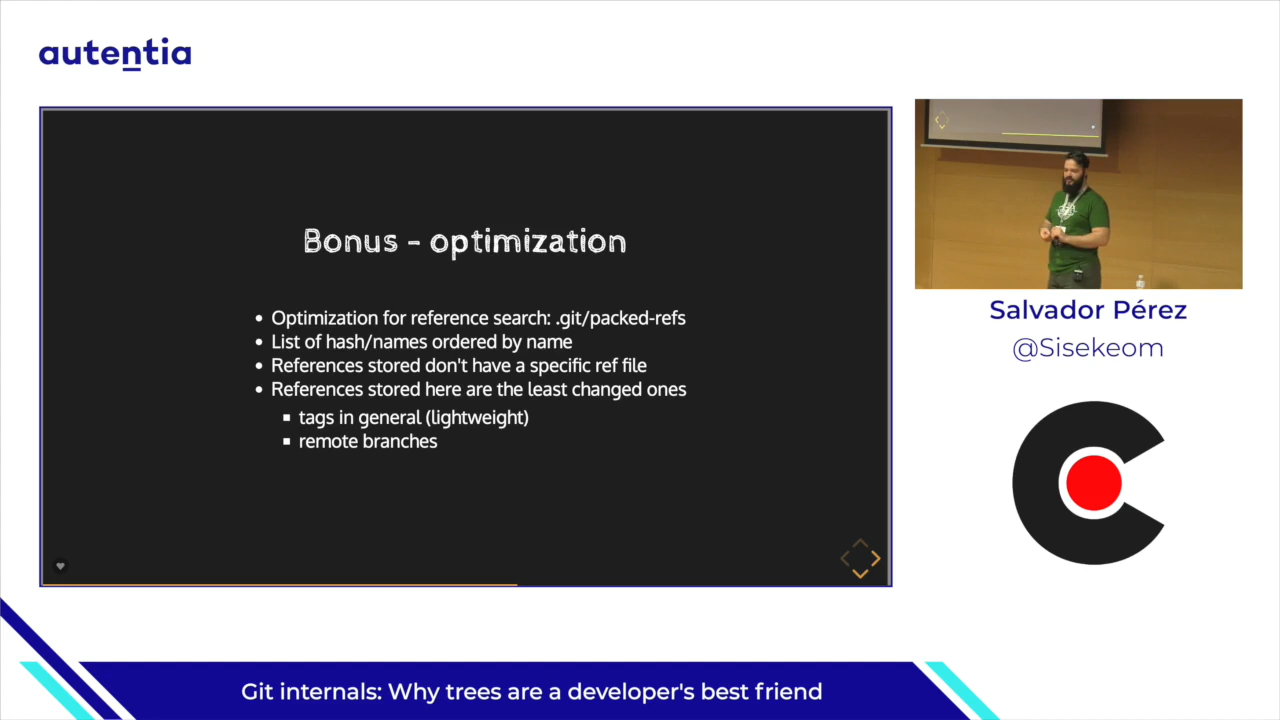 autentia
Bonus - optimization
Optimization for reference search: .git/packed-refs
List of hash/names ordered by name
References stored don't have a specific ref file
References stored here are the least changed ones
tags in general (lightweight)
remote branches
Salvador Pérez
@Sisekeom
Git internals: Why trees are a developer's best friend